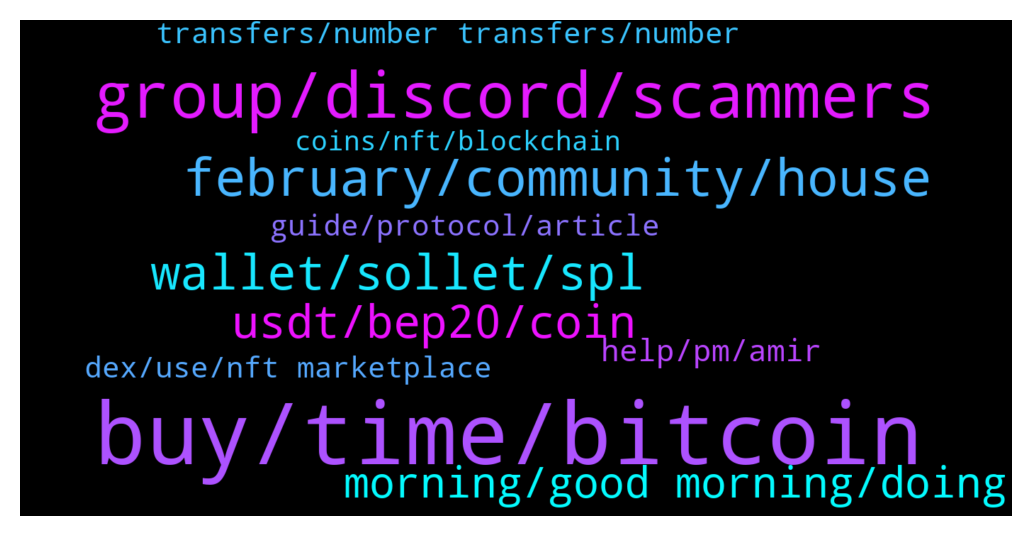 transfers/number transfers/number
group/discord/scammers
coins/nft/blockchain
february/community/house
guide/protocol/article
wallet/sollet/spl
usdt/bep20/coin
help/pm/amir
dex/use/nft marketplace
buy/time/bitcoin
morning/good morning/doing